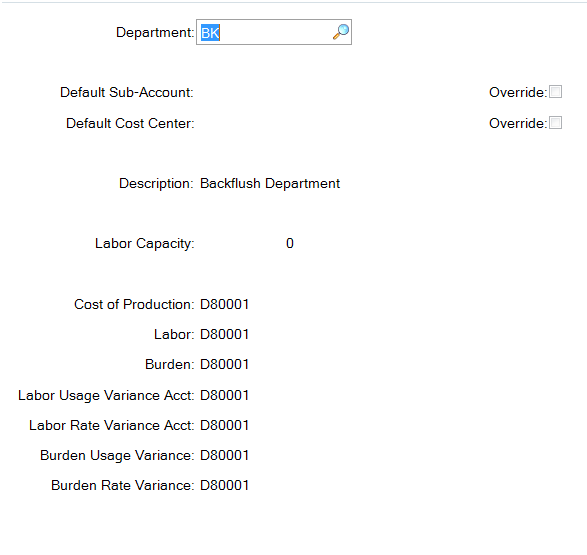 Department: BK
Default Sub-Account: Override:
Default Cost Center: Override:
Description: Backflush Department
Labor Capacity: 0
Cost of Production: D80001
Labor: D80001
Burden: D80001
Labor Usage Variance Acct: D80001
Labor Rate Variance Acct: D80001
Burden Usage Variance: D80001
Burden Rate Variance: D80001